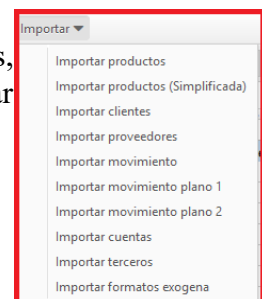 Importar
s,
ar
Importar productos
Importar productos (Simplificada)
Importar clientes
Importar proveedores
Importar movimiento
Importar movimiento plano 1
Importar movimiento plano 2
Importar cuentas
Importar terceros
Importar formatos exogena